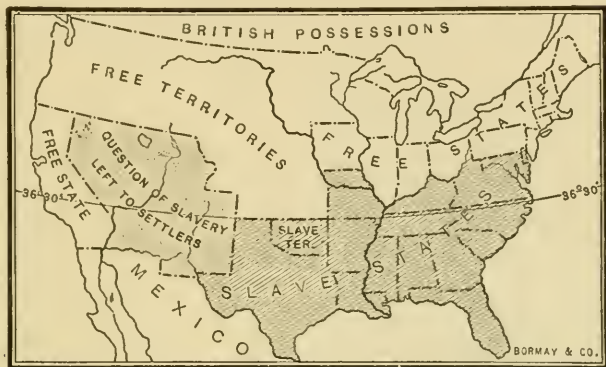 BRITISH POSSESSIONS
FREE TERRITORIES
FREE STATES
FREE STATE
QUESTION OF SLAVERY
LEFT TO SETTLERS
36°30'
36°30'
SLAVE
TER.
SLAVE STATES
MEXICO
BORMAY & CO.